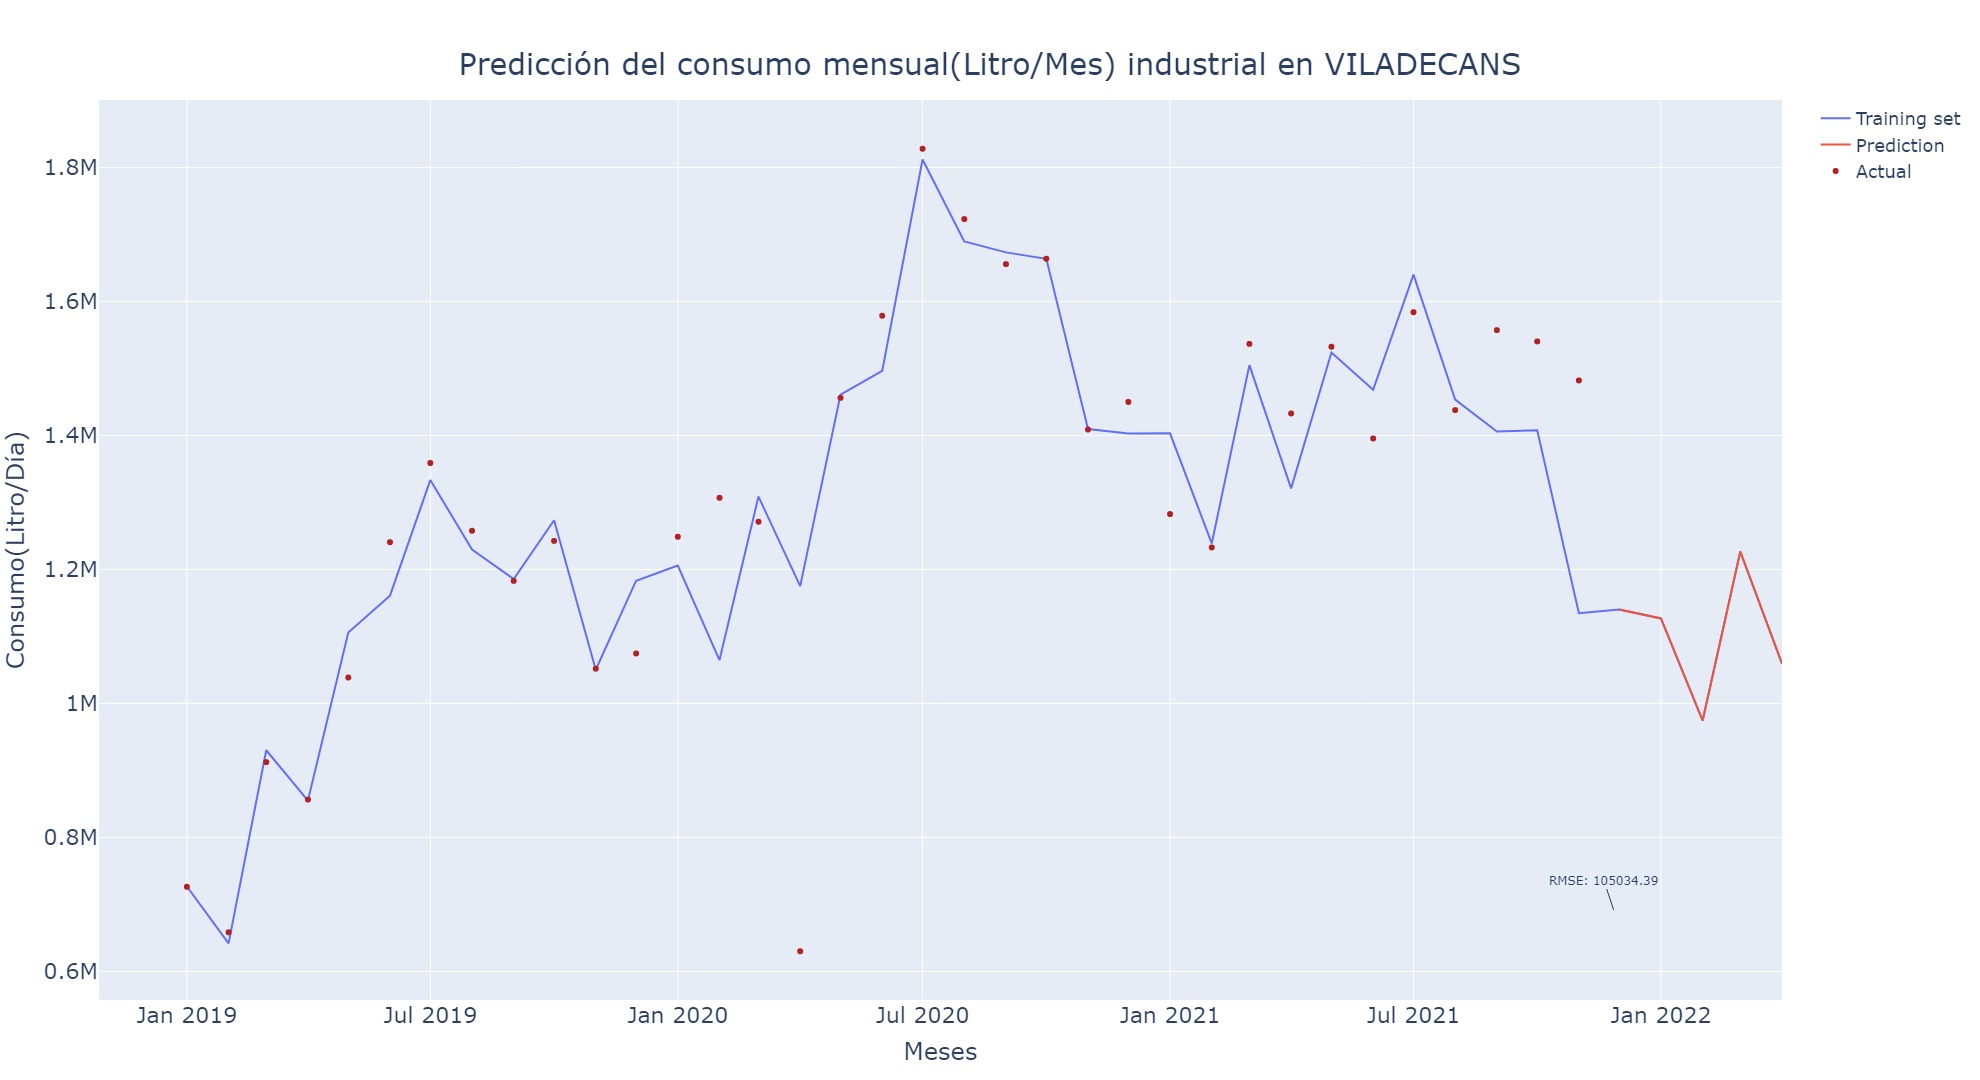 Predicción del consumo mensual(Litro/Mes) industrial en VILADECANS
Training set
Prediction
Actual
1.8M
1.6M
1.4M
1.2M
1M
0.8M
0.6M
Consumo(Litro/Día)
RMSE: 105034.39
Jan 2019
Jul 2019
Jan 2020
Jul 2020
Jan 2021
Jul 2021
Jan 2022
Meses